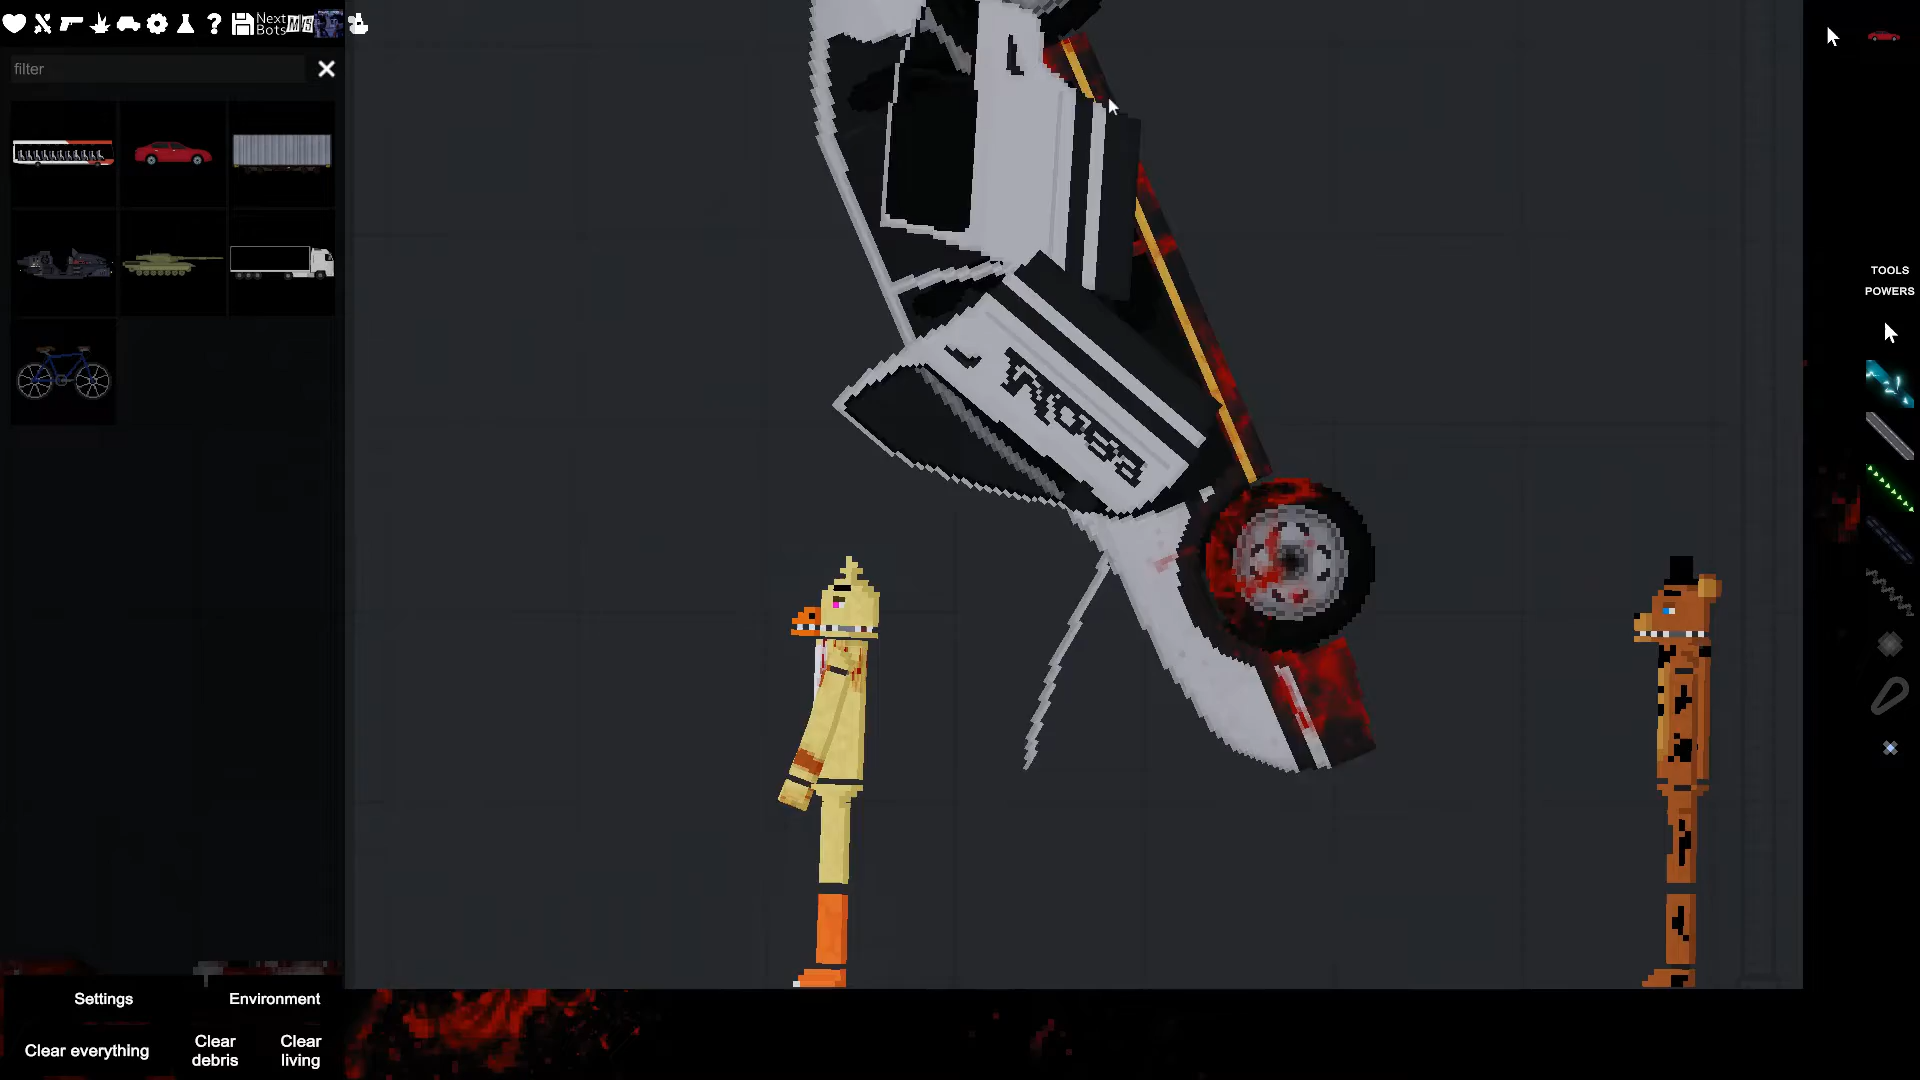 Next
Bots
filter
TOOLS
POWERS
Settings
Environment
Clear everything
Clear
debris
Clear
living